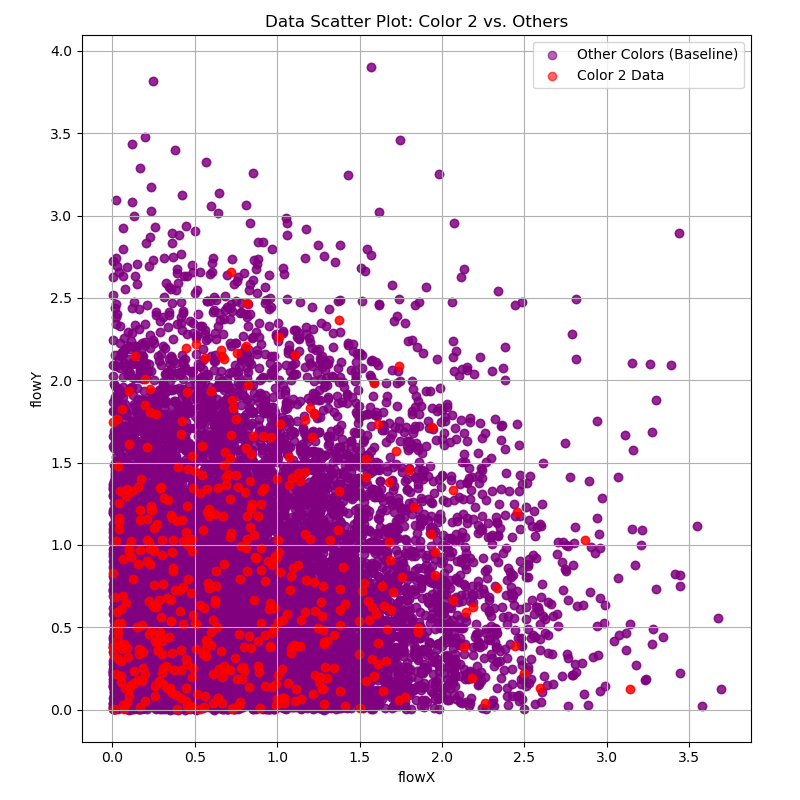 Data Scatter Plot: Color 2 vs. Others
Other Colors (Baseline)
Color 2 Data
flowY
4.0
3.5
3.0
2.5
2.0
1.5
1.0
0.5
0.0
0.0 0.5 1.0 1.5 2.0 2.5 3.0 3.5
flowX